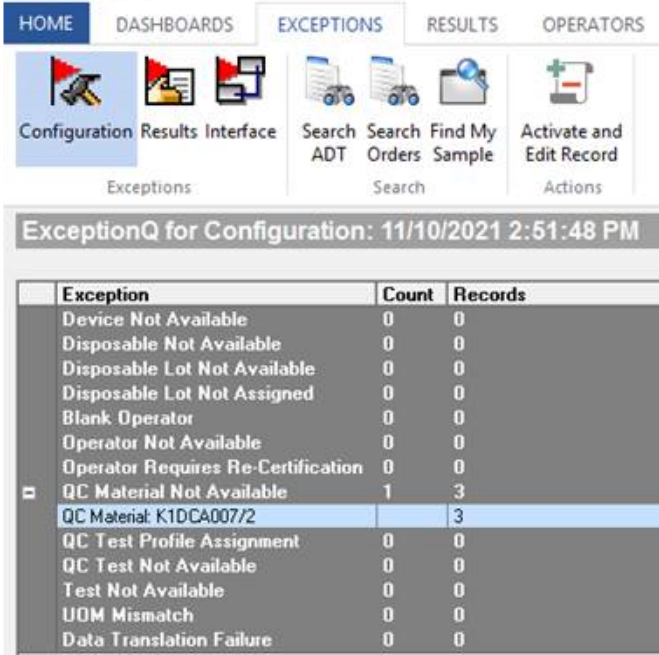 HOME DASHBOARDS EXCEPTIONS RESULTS OPERATORS
Configuration Results Interface Search ADT Search Orders Find My Sample Activate and Edit Record
Exceptions Search Actions
ExceptionQ for Configuration: 11/10/2021 2:51:48 PM
Exception Count Records
Device Not Available 0 0
Disposable Not Available 0 0
Disposable Lot Not Available 0 0
Disposable Lot Not Assigned 0 0
Blank Operator 0 0
Operator Not Available 0 0
Operator Requires Re-Certification 0 0
QC Material Not Available 1 3
QC Material: K1DCA007/2 3
QC Test Profile Assignment 0 0
QC Test Not Available 0 0
Test Not Available 0 0
UOM Mismatch 0 0
Data Translation Failure 0 0